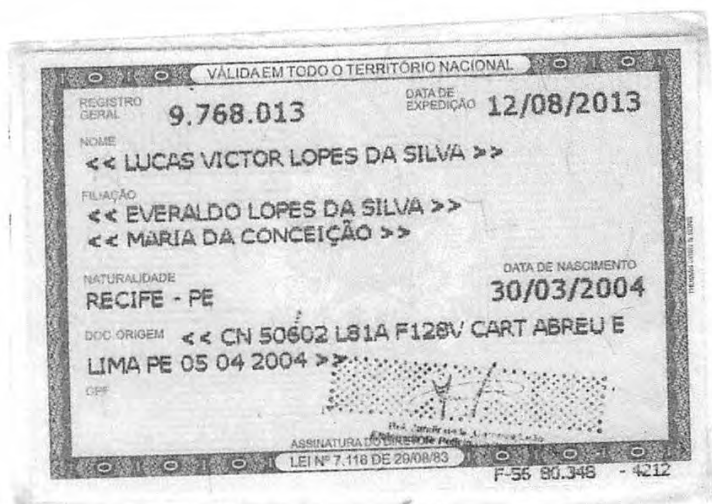 VÁLIDA EM TODO O TERRITÓRIO NACIONAL
REGISTRO GERAL 9.768.013 DATA DE EXPEDIÇÃO 12/08/2013
NOME
<< LUCAS VICTOR LOPES DA SILVA >>
FILIAÇÃO
<< EVERALDO LOPES DA SILVA >>
<< MARIA DA CONCEIÇÃO >>
NATURALIDADE DATA DE NASCIMENTO
RECIFE - PE 30/03/2004
DOC ORIGEM << CN 50602 L81A F128V CART ABREU E
LIMA PE 05 04 2004 >>
CPF
ASSINATURA DO DIRETOR
LEI Nº 7.116 DE 29/08/83
F-56 80.348 - 4212